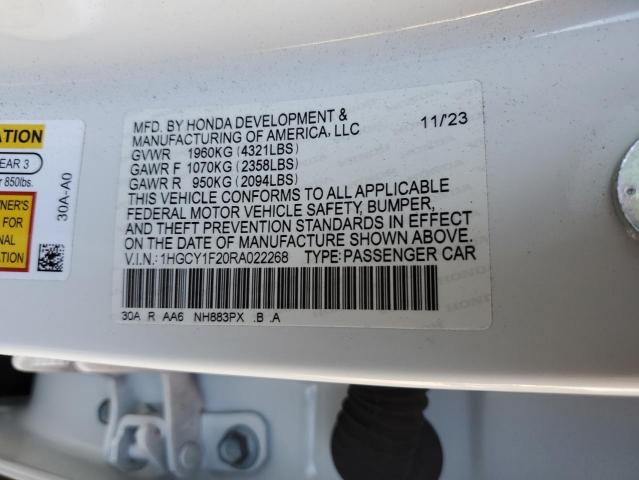 MFD. BY HONDA DEVELOPMENT &
MANUFACTURING OF AMERICA, LLC 11/23
GVWR 1960KG (4321LBS)
GAWR F 1070KG (2358LBS)
GAWR R 950KG (2094LBS)
THIS VEHICLE CONFORMS TO ALL APPLICABLE
FEDERAL MOTOR VEHICLE SAFETY, BUMPER,
AND THEFT PREVENTION STANDARDS IN EFFECT
ON THE DATE OF MANUFACTURE SHOWN ABOVE.
V.I.N.: 1HGCY1F20RA022268 TYPE: PASSENGER CAR
30A R AA6 NH883PX .B .A
ATION
EAR 3
r 850lbs.
NER'S
FOR
ONAL
ION
30A-A0
HONDA